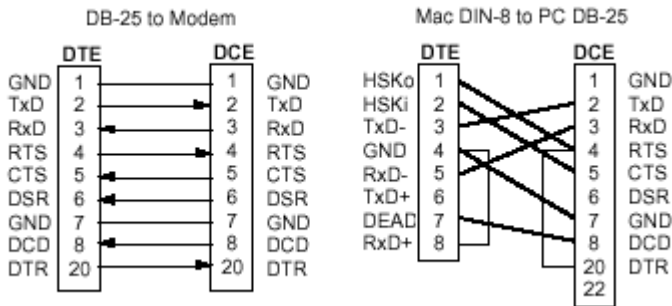 DB-25 to Modem
DTE DCE
GND 1 1 GND
TxD 2 2 TxD
RxD 3 3 RxD
RTS 4 4 RTS
CTS 5 5 CTS
DSR 6 6 DSR
GND 7 7 GND
DCD 8 8 DCD
DTR 20 20 DTR
Mac DIN-8 to PC DB-25
DTE DCE
HSKo 1 1 GND
HSKi 2 2 TxD
TxD- 3 3 RxD
GND 4 4 RTS
RxD- 5 5 CTS
TxD+ 6 6 DSR
DEAD 7 7 GND
RxD+ 8 8 DCD
20 DTR
22